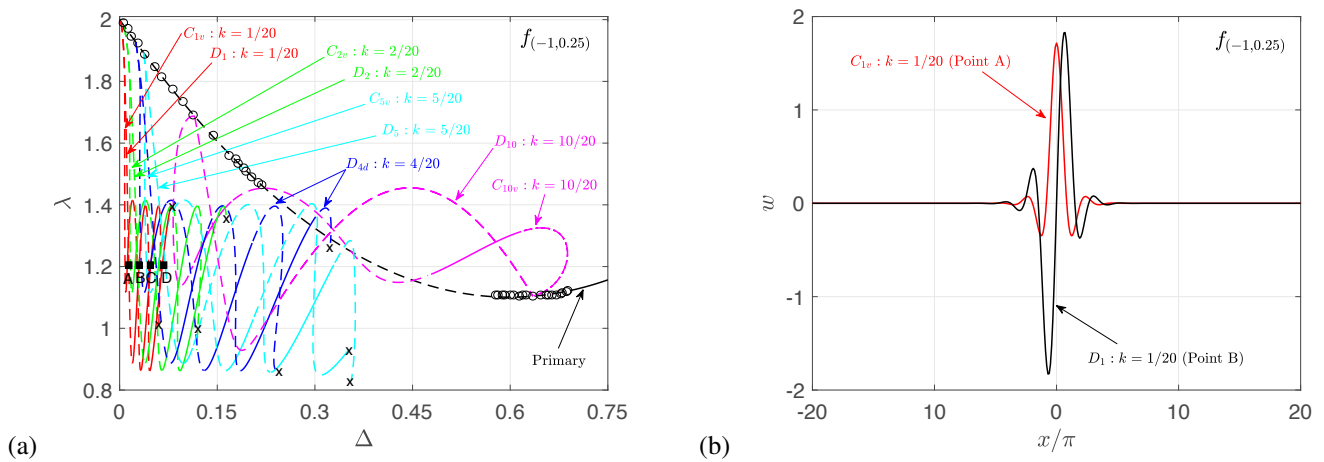 f(−1,0.25)
C1v : k = 1/20
D1 : k = 1/20
C2v : k = 2/20
D2 : k = 2/20
C5v : k = 5/20
D5 : k = 5/20
D4d : k = 4/20
D10 : k = 10/20
C10v : k = 10/20
A B C D
x x x x x x x x
Primary
2
1.8
1.6
1.4
1.2
1
0.8
λ
0 0.15 0.3 0.45 0.6 0.75
Δ
(a)
f(−1,0.25)
C1v : k = 1/20 (Point A)
D1 : k = 1/20 (Point B)
2
1
0
-1
-2
w
-20 10 0 10 20
x/π
(b)